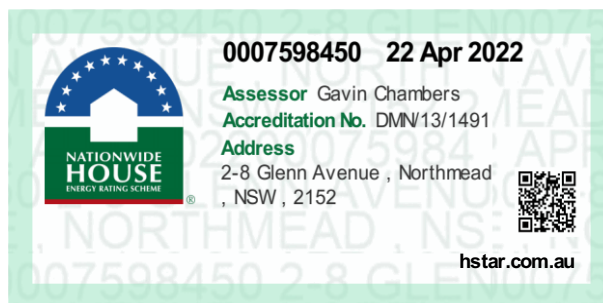 0007598450 22 Apr 2022
Assessor Gavin Chambers
Accreditation No. DMN/13/1491
Address
2-8 Glenn Avenue , Northmead
, NSW , 2152
NATIONWIDE
HOUSE
ENERGY RATING SCHEME
®
hstar.com.au